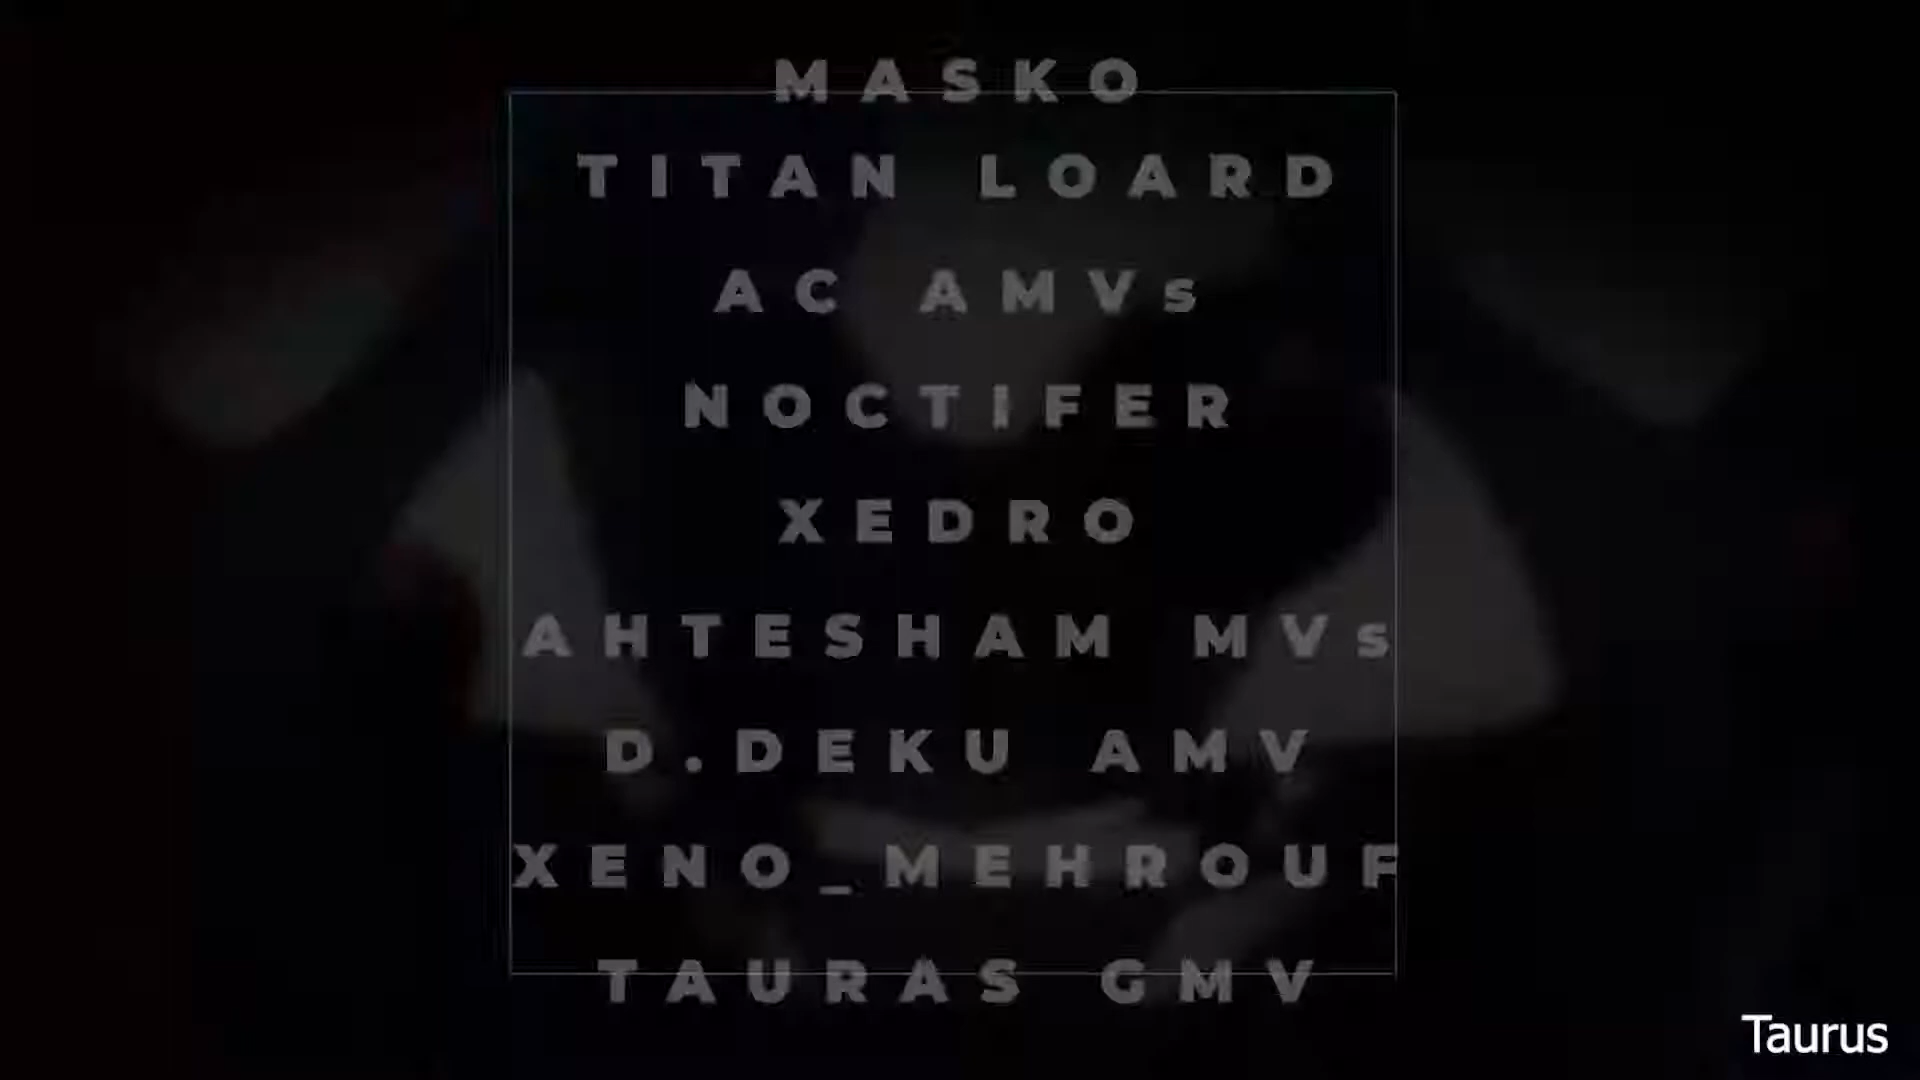 MASKO
TITAN LOARD
AC AMVs
NOCTIFER
XEDRO
AHTESHAM MVs
D.DEKU AMV
XENO_MEHROUF
TAURAS GMV
Taurus